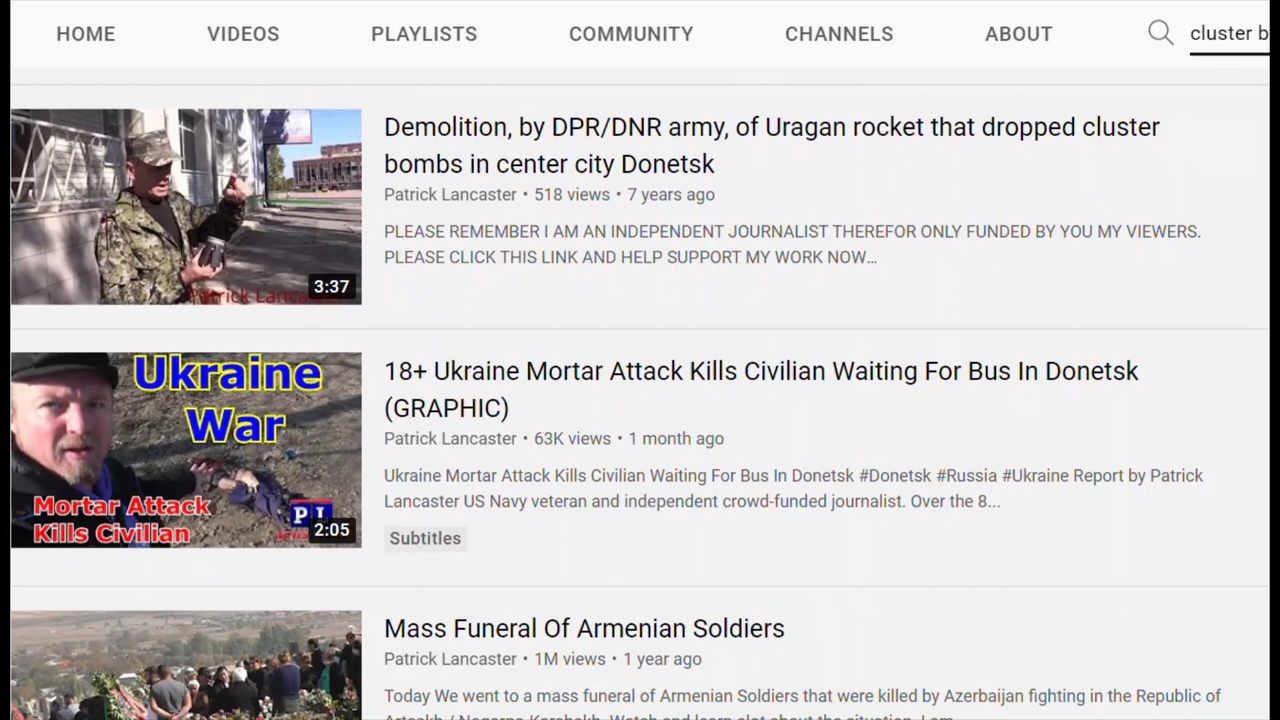 HOME VIDEOS PLAYLISTS COMMUNITY CHANNELS ABOUT cluster b
Demolition, by DPR/DNR army, of Uragan rocket that dropped cluster
bombs in center city Donetsk
Patrick Lancaster • 518 views • 7 years ago
PLEASE REMEMBER I AM AN INDEPENDENT JOURNALIST THEREFOR ONLY FUNDED BY YOU MY VIEWERS.
PLEASE CLICK THIS LINK AND HELP SUPPORT MY WORK NOW...
3:37
Ukraine
War
Mortar Attack
Kills Civilian
PL
2:05
18+ Ukraine Mortar Attack Kills Civilian Waiting For Bus In Donetsk
(GRAPHIC)
Patrick Lancaster • 63K views • 1 month ago
Ukraine Mortar Attack Kills Civilian Waiting For Bus In Donetsk #Donetsk #Russia #Ukraine Report by Patrick
Lancaster US Navy veteran and independent crowd-funded journalist. Over the 8...
Subtitles
Mass Funeral Of Armenian Soldiers
Patrick Lancaster • 1M views • 1 year ago
Today We went to a mass funeral of Armenian Soldiers that were killed by Azerbaijan fighting in the Republic of